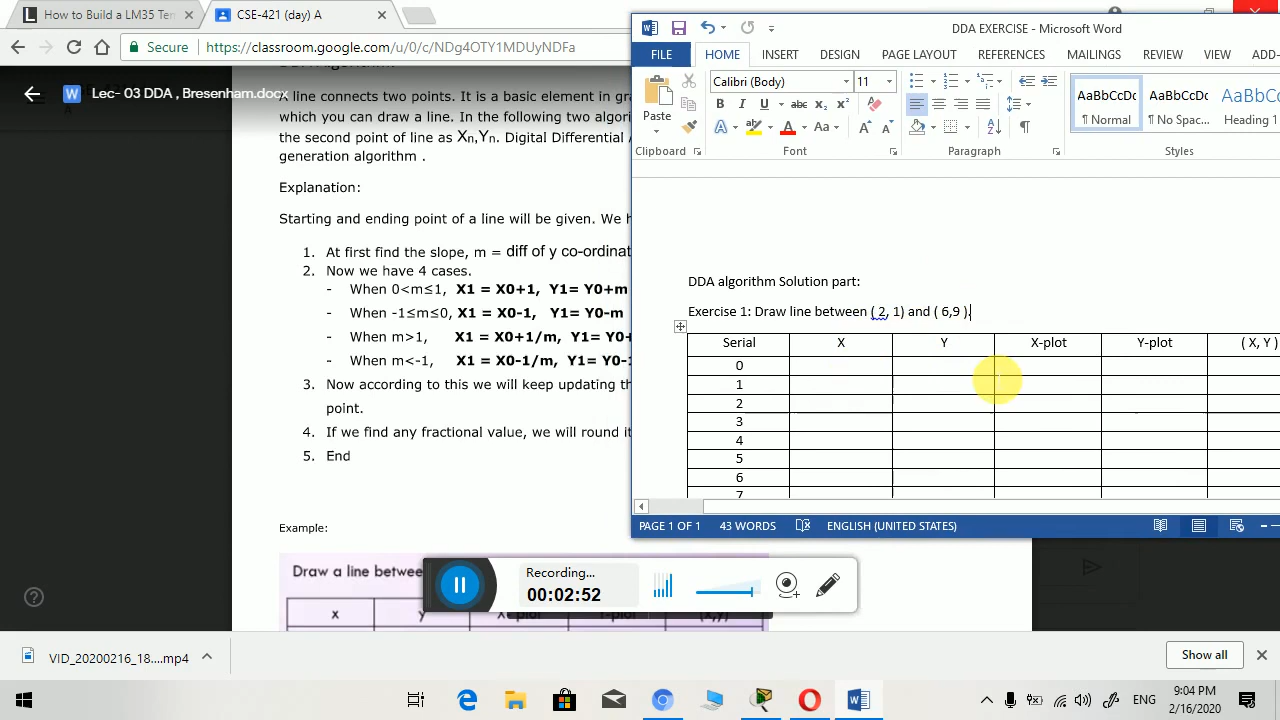 How to Build a LM35 Ter
CSE-421 (day) A
DDA EXERCISE - Microsoft Word
Secure
https://classroom.google.com/u/0/c/NDg4OTY1MDUyNDFa
FILE HOME INSERT DESIGN PAGE LAYOUT REFERENCES MAILINGS REVIEW VIEW ADD
Lec- 03 DDA , Bresenham.docx
Calibri (Body) 11
Paste
Clipboard
Font
Paragraph
Styles
AaBbCcDc AaBbCcDc AaBbCc
¶ Normal ¶ No Spac... Heading 1
A line connects two points. It is a basic element in gra
which you can draw a line. In the following two algori
the second point of line as Xn,Yn. Digital Differential A
generation algorithm .
Explanation:
Starting and ending point of a line will be given. We h
1. At first find the slope, m = diff of y co-ordinat
2. Now we have 4 cases.
- When 0<m≤1, X1 = X0+1, Y1= Y0+m
- When -1≤m≤0, X1 = X0-1, Y1= Y0-m
- When m>1, X1 = X0+1/m, Y1= Y0+
- When m<-1, X1 = X0-1/m, Y1= Y0-
3. Now according to this we will keep updating th
point.
4. If we find any fractional value, we will round it
5. End
Example:
Draw a line betwee
x y X-plot Y-plot (x,y)
DDA algorithm Solution part:
Exercise 1: Draw line between ( 2, 1) and ( 6,9 ).
Serial X Y X-plot Y-plot ( X, Y )
0
1
2
3
4
5
6
7
PAGE 1 OF 1 43 WORDS ENGLISH (UNITED STATES)
Recording...
00:02:52
VID_20200216_18....mp4
Show all
ENG
9:04 PM
2/16/2020